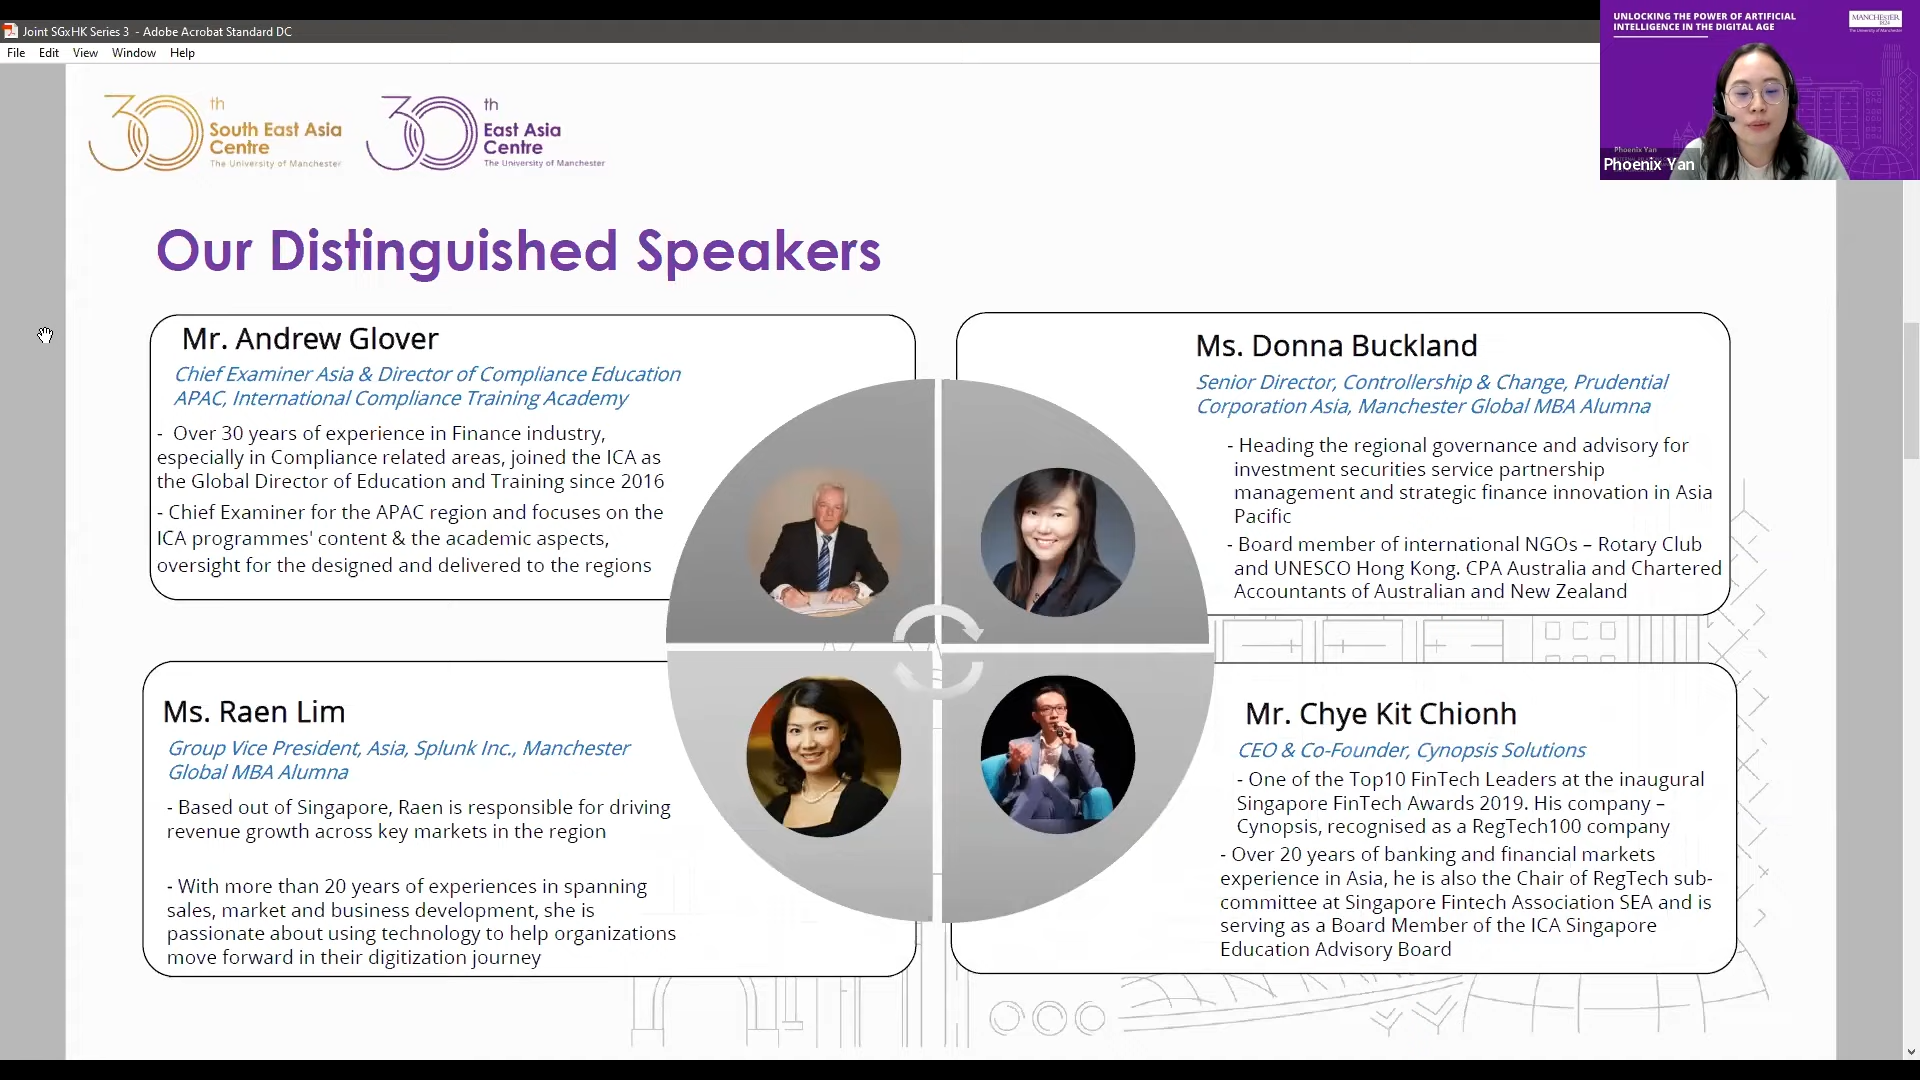 Joint SGxHK Series 3 - Adobe Acrobat Standard DC
File Edit View Window Help
UNLOCKING THE POWER OF ARTIFICIAL
INTELLIGENCE IN THE DIGITAL AGE
MANCHESTER
1824
The University of Manchester
Phoenix Yan
Phoenix Yan
30th
South East Asia
Centre
The University of Manchester
30th
East Asia
Centre
The University of Manchester
Our Distinguished Speakers
Mr. Andrew Glover
Chief Examiner Asia & Director of Compliance Education
APAC, International Compliance Training Academy
- Over 30 years of experience in Finance industry,
especially in Compliance related areas, joined the ICA as
the Global Director of Education and Training since 2016
- Chief Examiner for the APAC region and focuses on the
ICA programmes' content & the academic aspects,
oversight for the designed and delivered to the regions
Ms. Donna Buckland
Senior Director, Controllership & Change, Prudential
Corporation Asia, Manchester Global MBA Alumna
- Heading the regional governance and advisory for
investment securities service partnership
management and strategic finance innovation in Asia
Pacific
- Board member of international NGOs – Rotary Club
and UNESCO Hong Kong. CPA Australia and Chartered
Accountants of Australian and New Zealand
Ms. Raen Lim
Group Vice President, Asia, Splunk Inc., Manchester
Global MBA Alumna
- Based out of Singapore, Raen is responsible for driving
revenue growth across key markets in the region
- With more than 20 years of experiences in spanning
sales, market and business development, she is
passionate about using technology to help organizations
move forward in their digitization journey
Mr. Chye Kit Chionh
CEO & Co-Founder, Cynopsis Solutions
- One of the Top10 FinTech Leaders at the inaugural
Singapore FinTech Awards 2019. His company –
Cynopsis, recognised as a RegTech100 company
- Over 20 years of banking and financial markets
experience in Asia, he is also the Chair of RegTech sub-
committee at Singapore Fintech Association SEA and is
serving as a Board Member of the ICA Singapore
Education Advisory Board